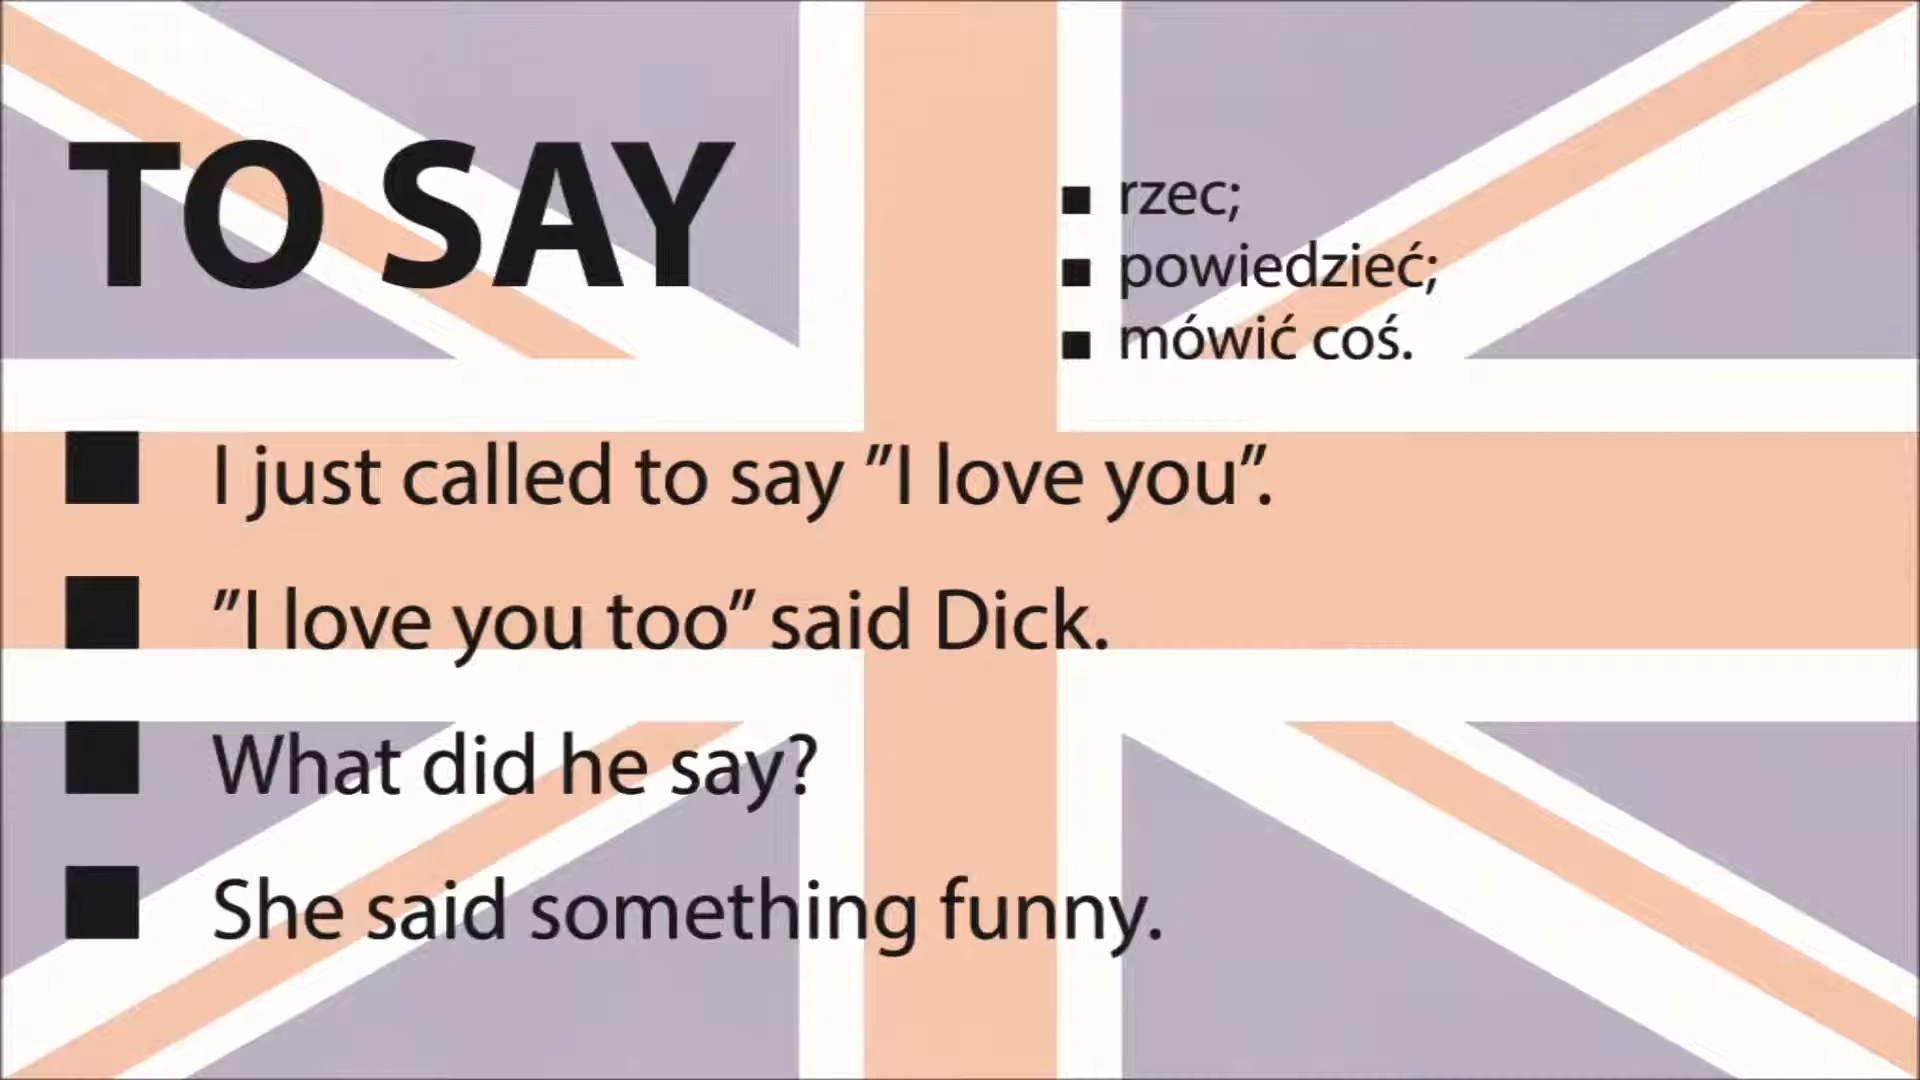 TO SAY
rzec;
powiedzieć;
mówić coś.
I just called to say ”I love you”.
”I love you too” said Dick.
What did he say?
She said something funny.